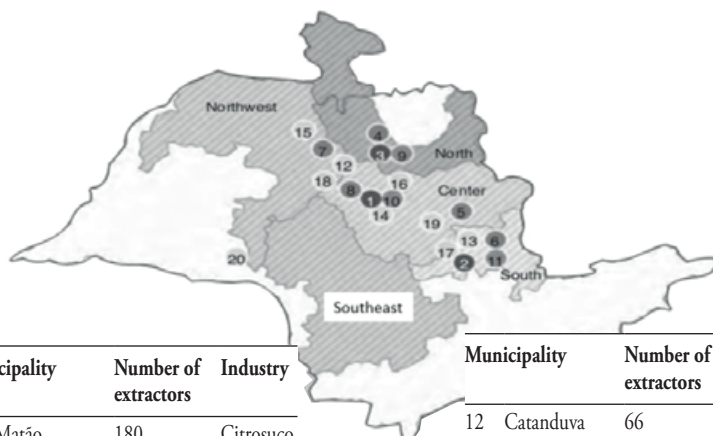 Northwest
15
4
7
3
9
North
12
18
8
16
Center
1
10
14
5
19
13
6
17
2
11
South
20
Southeast
cipality Number of extractors Industry
Matão 180 Citrosuco
Municipality Number of extractors
12 Catanduva 66